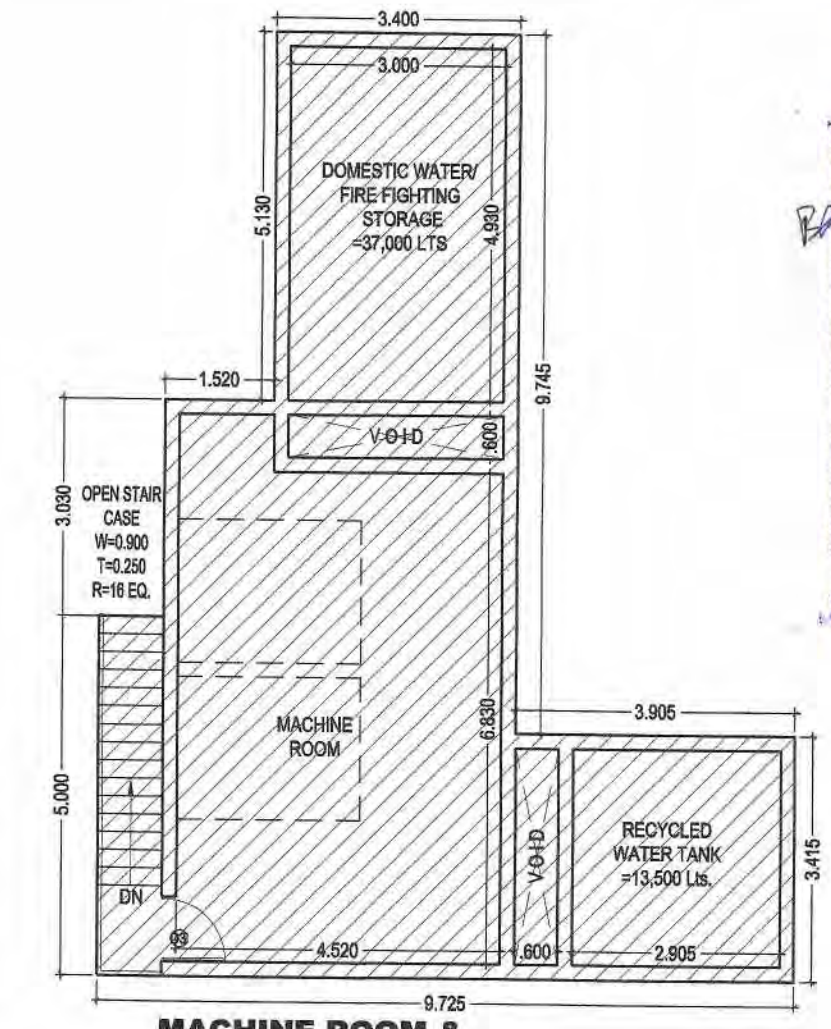 3.400
3.000
DOMESTIC WATER/
FIRE FIGHTING
STORAGE
=37,000 LTS
5.130
4.930
9.745
1.520
VOID
.600
3.030
OPEN STAIR
CASE
W=0.900
T=0.250
R=16 EQ.
MACHINE
ROOM
6.830
3.905
5.000
VOID
RECYCLED
WATER TANK
=13,500 Lts.
3.415
DN
4.520
.600
2.905
9.725
MACHINE ROOM &